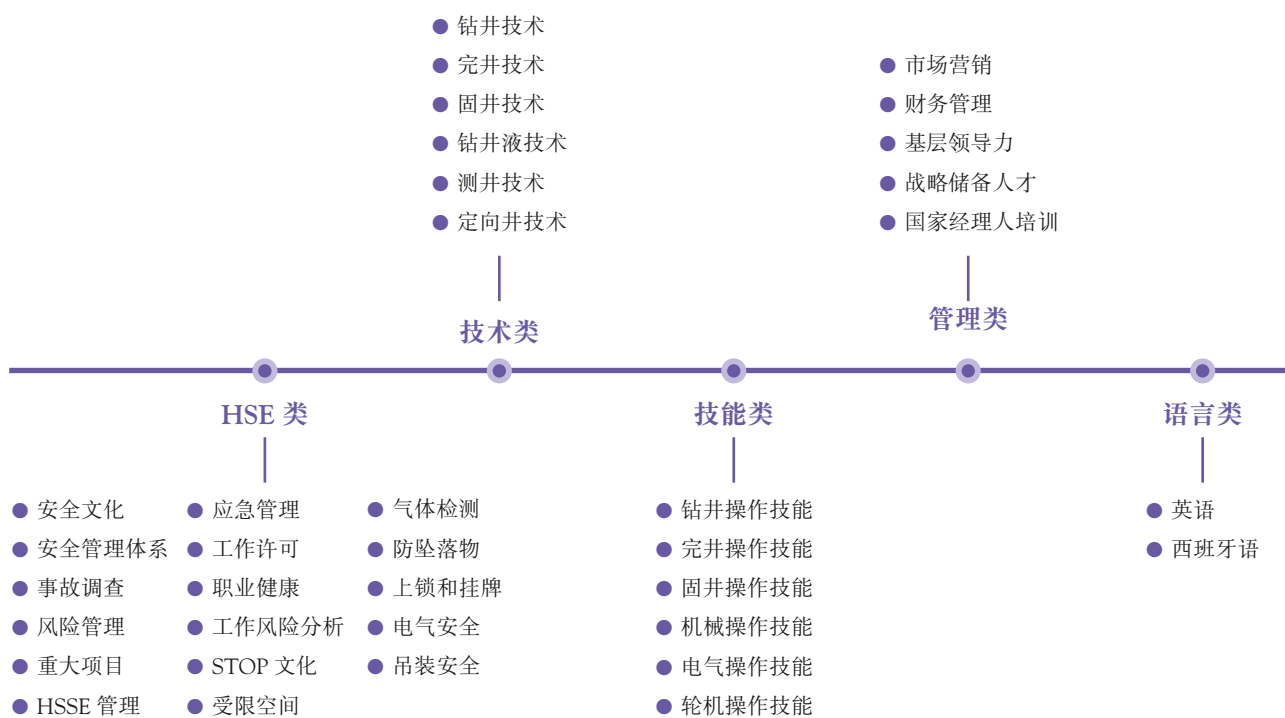 钻井技术
完井技术
固井技术
钻井液技术
测井技术
定向井技术
技术类
市场营销
财务管理
基层领导力
战略储备人才
国家经理人培训
管理类
HSE 类
安全文化
安全管理体系
事故调查
风险管理
重大项目
HSSE 管理
应急管理
工作许可
职业健康
工作风险分析
STOP 文化
受限空间
气体检测
防坠落物
上锁和挂牌
电气安全
吊装安全
技能类
钻井操作技能
完井操作技能
固井操作技能
机械操作技能
电气操作技能
轮机操作技能
语言类
英语
西班牙语